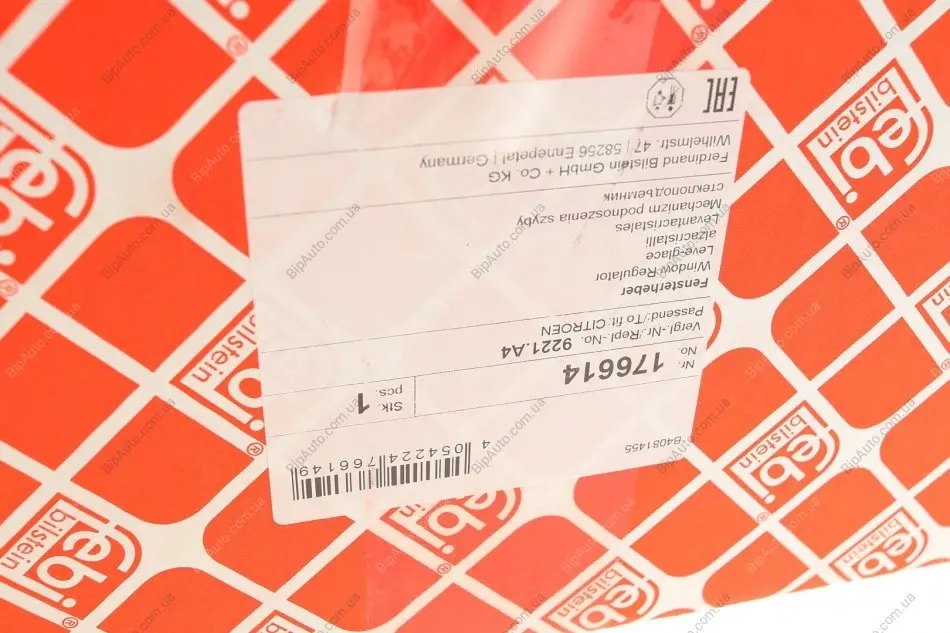 B4081455
4 054224 766149
Nr.
No.
176614
Stk.
pcs.
1
Vergl.-Nr./Repl.-No. 9221.A4
Passend:/To fit:CITROEN
Fensterheber
Window Regulator
Leve-glace
alzacristalli
Levantacristales
Mechanizm podnoszenia szyby
стеклоподъемник
Ferdinand Bilstein GmbH + Co. KG
Wilhelmstr. 47 | 58256 Ennepetal | Germany
EAC
febi
bilstein
BipAuto.com.ua